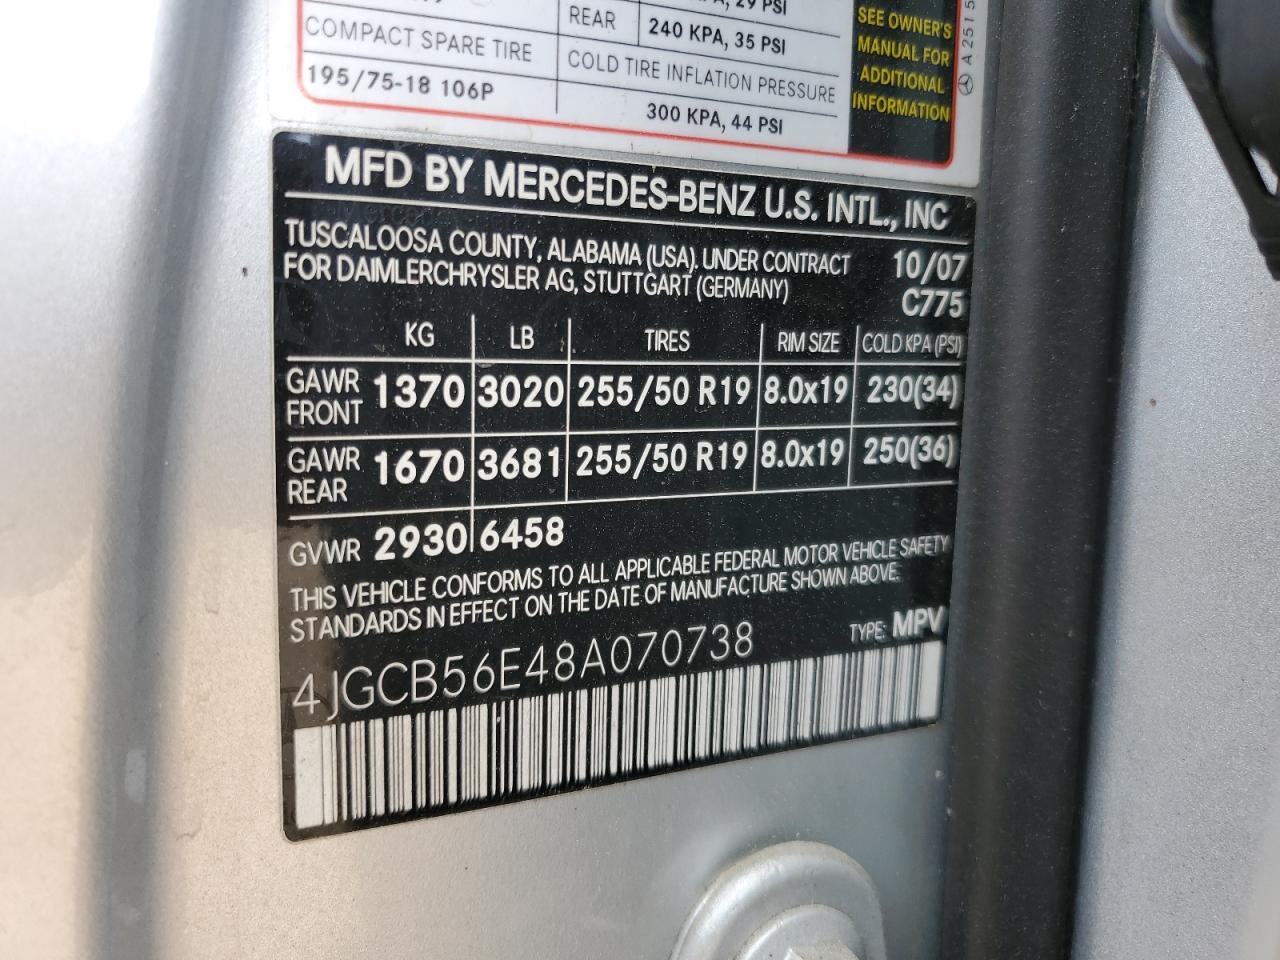 29 PSI
REAR 240 KPA, 35 PSI
COMPACT SPARE TIRE
195/75-18 106P
COLD TIRE INFLATION PRESSURE
300 KPA, 44 PSI
SEE OWNER'S
MANUAL FOR
ADDITIONAL
INFORMATION
A 251 5
MFD BY MERCEDES-BENZ U.S. INTL., INC
TUSCALOOSA COUNTY, ALABAMA (USA). UNDER CONTRACT 10/07
FOR DAIMLERCHRYSLER AG, STUTTGART (GERMANY) C775
KG LB TIRES RIM SIZE COLD KPA (PSI)
GAWR FRONT 1370 3020 255/50 R19 8.0x19 230(34)
GAWR REAR 1670 3681 255/50 R19 8.0x19 250(36)
GVWR 2930 6458
THIS VEHICLE CONFORMS TO ALL APPLICABLE FEDERAL MOTOR VEHICLE SAFETY
STANDARDS IN EFFECT ON THE DATE OF MANUFACTURE SHOWN ABOVE.
4JGCB56E48A070738 TYPE: MPV